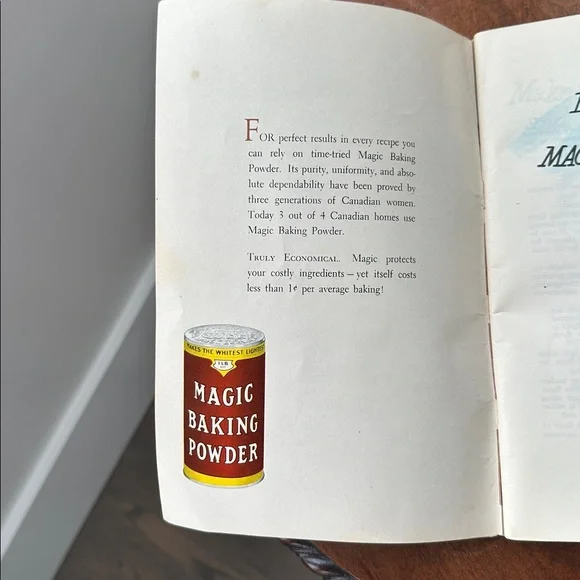 FOR perfect results in every recipe you
can rely on time-tried Magic Baking
Powder. Its purity, uniformity, and abso-
lute dependability have been proved by
three generations of Canadian women.
Today 3 out of 4 Canadian homes use
Magic Baking Powder.
TRULY ECONOMICAL. Magic protects
your costly ingredients — yet itself costs
less than 1¢ per average baking!
MAKES THE WHITEST LIGHTEST
1 LB
MAGIC
BAKING
POWDER